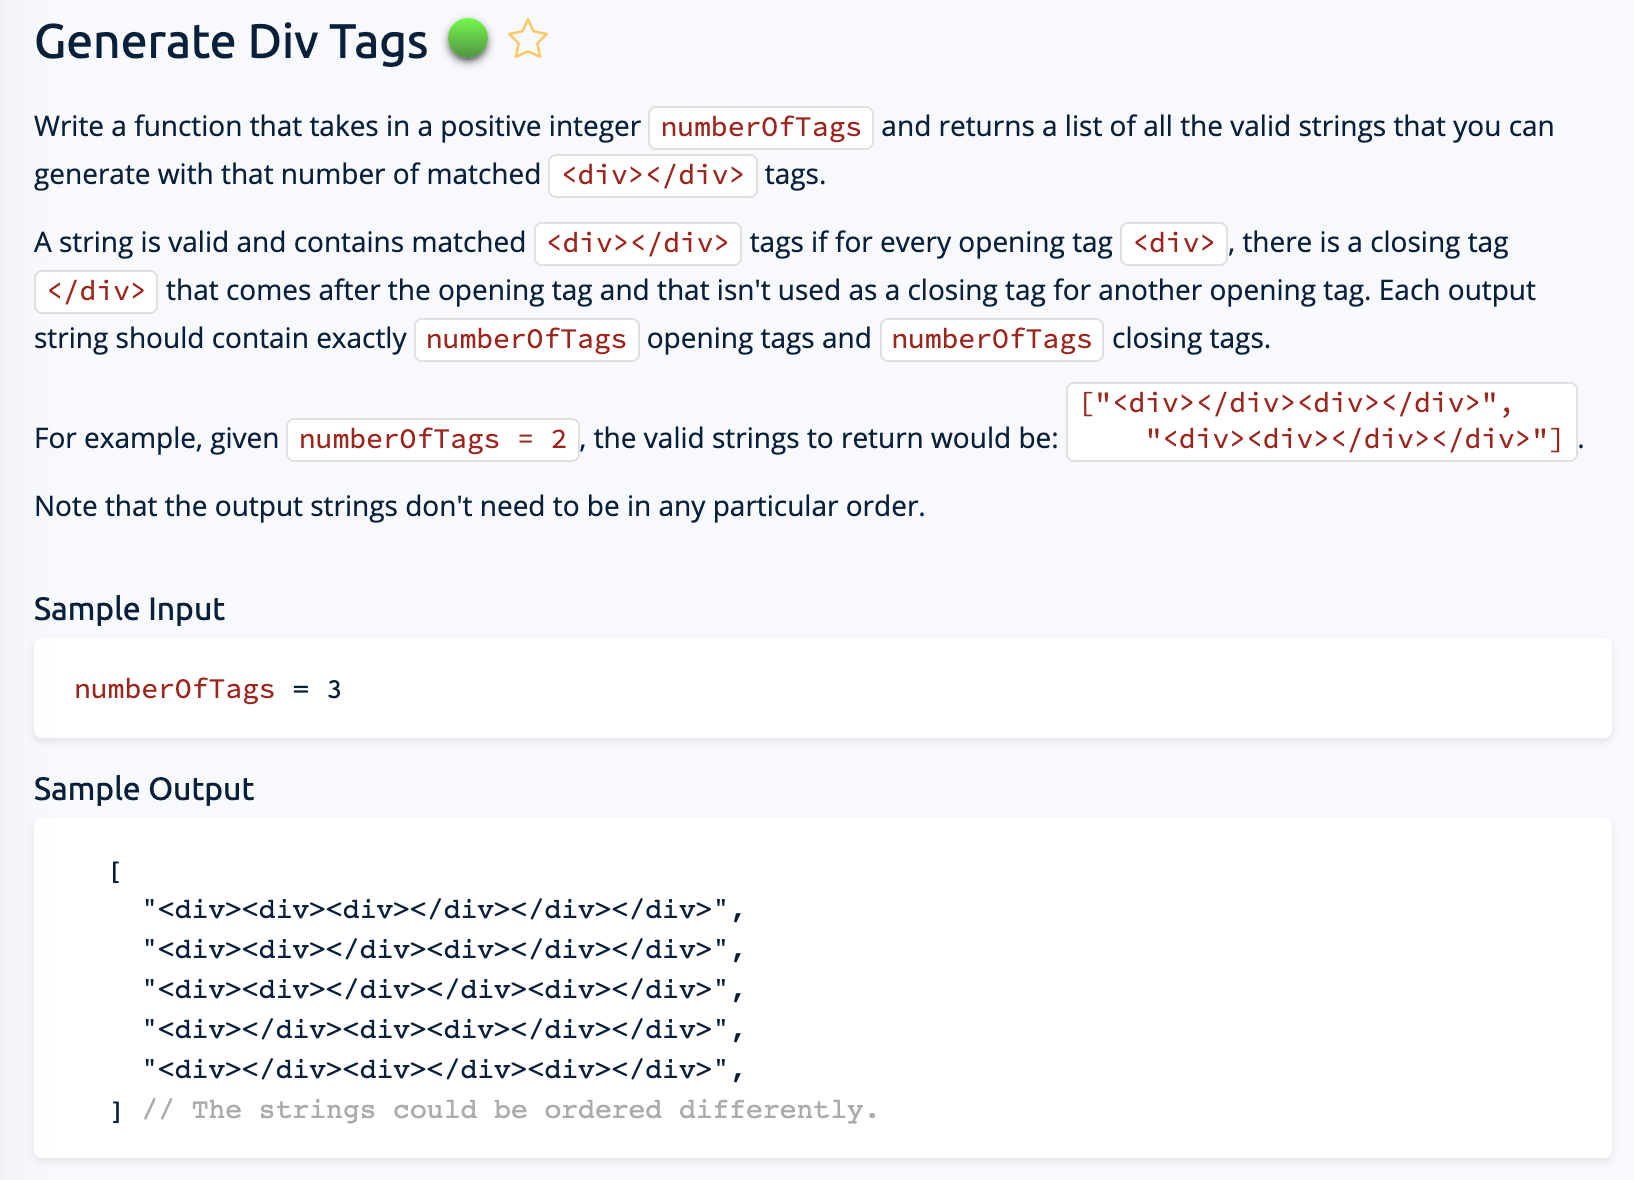 Generate Div Tags
Write a function that takes in a positive integer numberOfTags and returns a list of all the valid strings that you can
generate with that number of matched <div></div> tags.
A string is valid and contains matched <div></div> tags if for every opening tag <div>, there is a closing tag
</div> that comes after the opening tag and that isn't used as a closing tag for another opening tag. Each output
string should contain exactly numberOfTags opening tags and numberOfTags closing tags.
For example, given numberOfTags = 2, the valid strings to return would be: ["<div></div><div></div>",
"<div><div></div></div>"].
Note that the output strings don't need to be in any particular order.
Sample Input
numberOfTags = 3
Sample Output
[
"<div><div><div></div></div></div>",
"<div><div></div><div></div></div>",
"<div><div></div></div><div></div>",
"<div></div><div><div></div></div>",
"<div></div><div></div><div></div>",
] // The strings could be ordered differently.